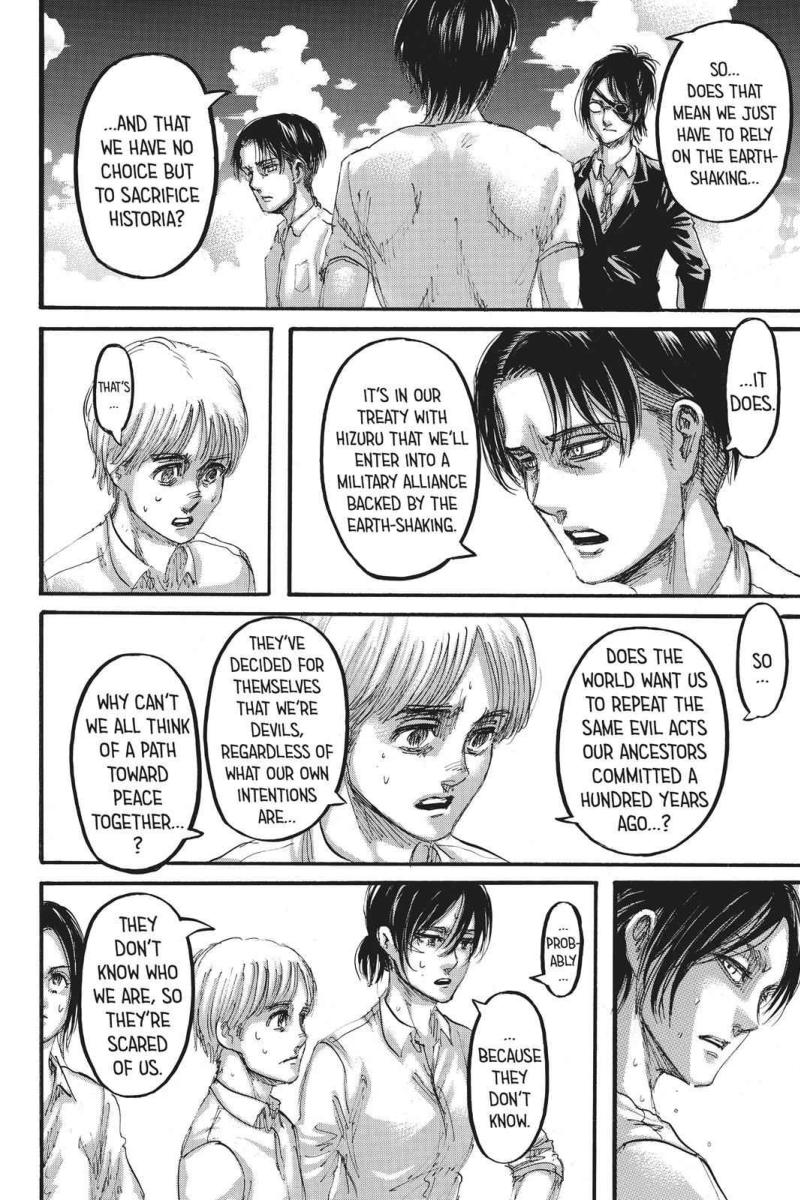 SO...
DOES THAT
MEAN WE JUST
HAVE TO RELY
ON THE EARTH-
SHAKING...
...AND THAT
WE HAVE NO
CHOICE BUT
TO SACRIFICE
HISTORIA?
...IT
DOES.
IT'S IN OUR
TREATY WITH
HIZURU THAT WE'LL
ENTER INTO A
MILITARY ALLIANCE
BACKED BY THE
EARTH-SHAKING.
THAT'S
...
SO
...
DOES THE
WORLD WANT US
TO REPEAT THE
SAME EVIL ACTS
OUR ANCESTORS
COMMITTED A
HUNDRED YEARS
AGO...?
THEY'VE
DECIDED FOR
THEMSELVES
THAT WE'RE
DEVILS,
REGARDLESS OF
WHAT OUR OWN
INTENTIONS
ARE...
WHY CAN'T
WE ALL THINK
OF A PATH
TOWARD
PEACE
TOGETHER...
?
...
PROB-
ABLY
...
...
BECAUSE
THEY
DON'T
KNOW.
THEY
DON'T
KNOW WHO
WE ARE, SO
THEY'RE
SCARED
OF US.